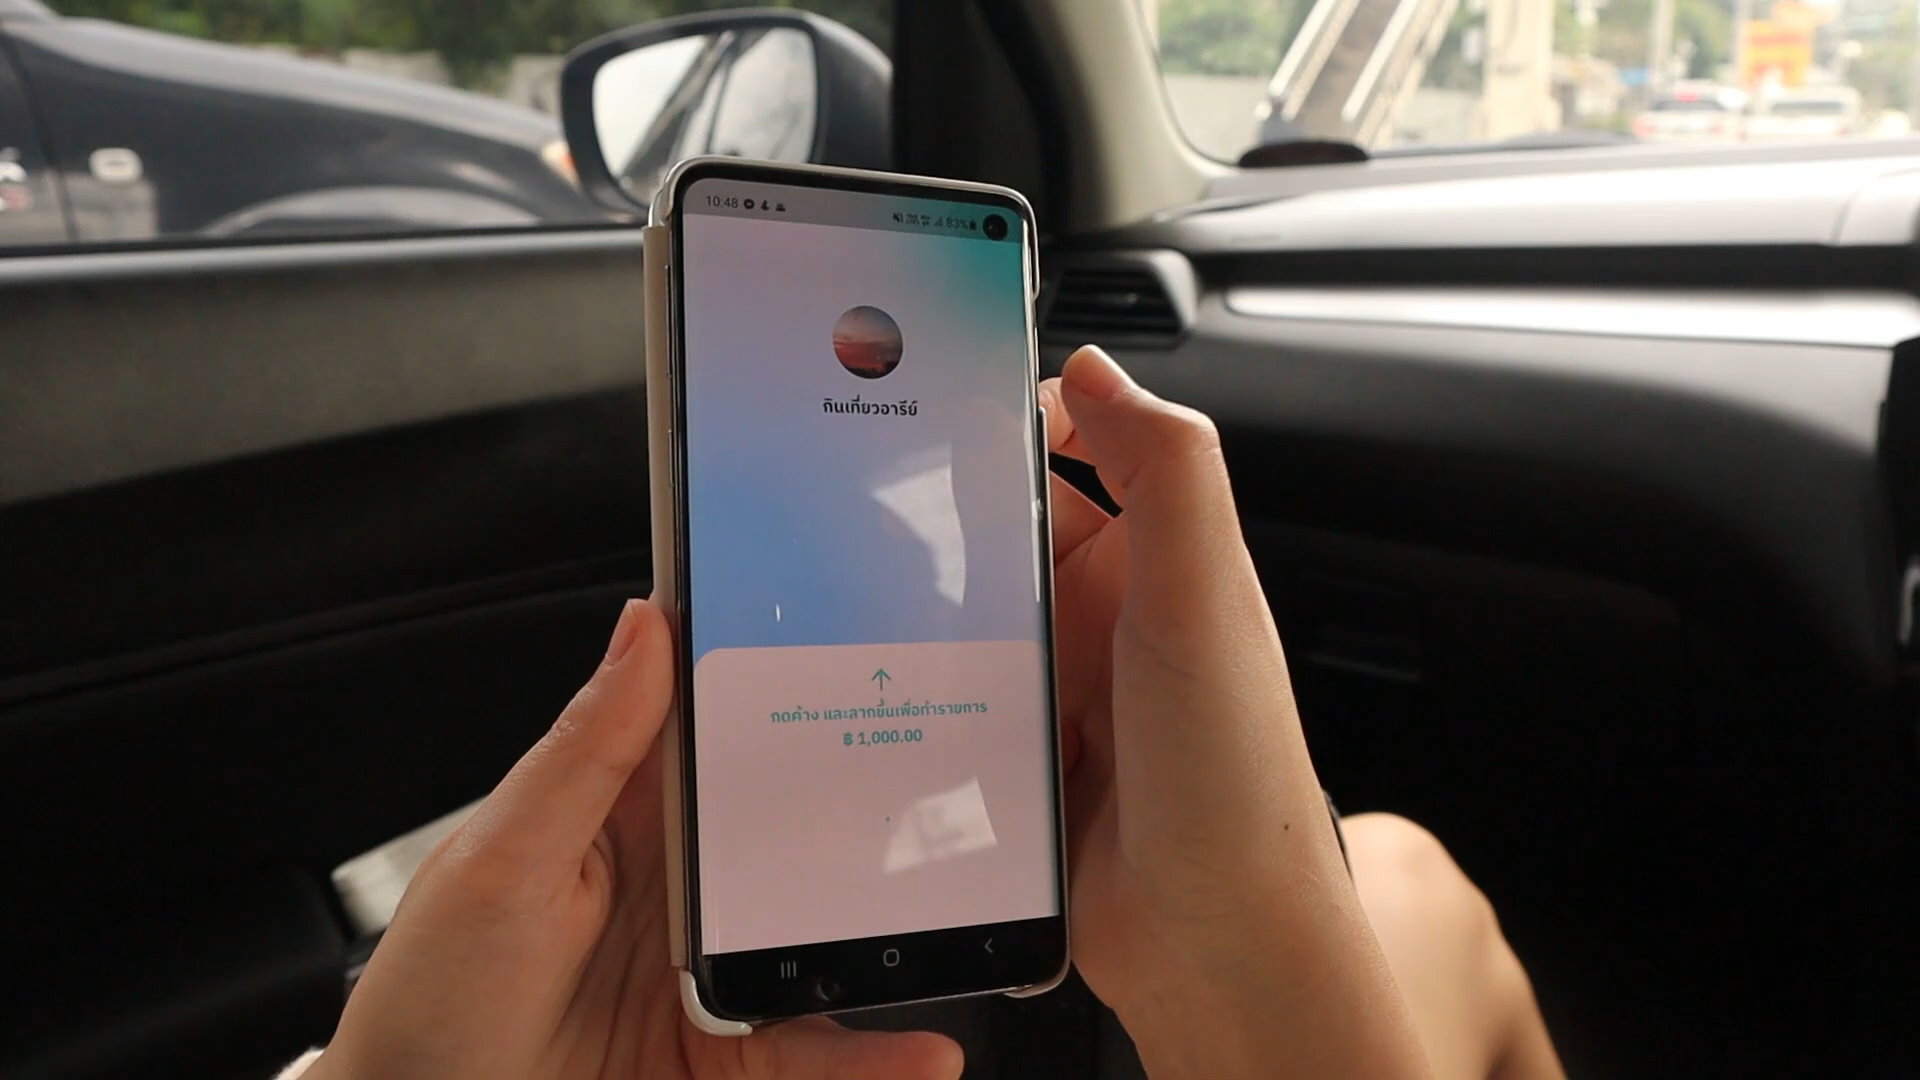 10:48
83%
กินเที่ยวอารีย์
กดค้าง และลากขึ้นเพื่อทำรายการ
฿ 1,000.00